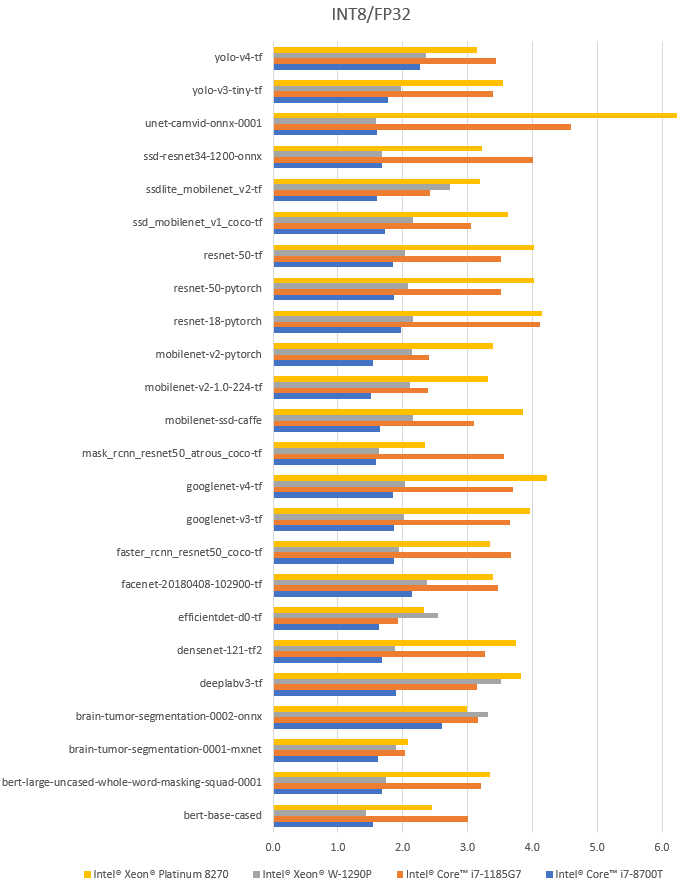 INT8/FP32
yolo-v4-tf
yolo-v3-tiny-tf
unet-camvid-onnx-0001
ssd-resnet34-1200-onnx
ssdlite_mobilenet_v2-tf
ssd_mobilenet_v1_coco-tf
resnet-50-tf
resnet-50-pytorch
resnet-18-pytorch
mobilenet-v2-pytorch
mobilenet-v2-1.0-224-tf
mobilenet-ssd-caffe
mask_rcnn_resnet50_atrous_coco-tf
googlenet-v4-tf
googlenet-v3-tf
faster_rcnn_resnet50_coco-tf
facenet-20180408-102900-tf
efficientdet-d0-tf
densenet-121-tf2
deeplabv3-tf
brain-tumor-segmentation-0002-onnx
brain-tumor-segmentation-0001-mxnet
bert-large-uncased-whole-word-masking-squad-0001
bert-base-cased
0.0 1.0 2.0 3.0 4.0 5.0 6.0
Intel® Xeon® Platinum 8270 Intel® Xeon® W-1290P Intel® Core™ i7-1185G7 Intel® Core™ i7-8700T